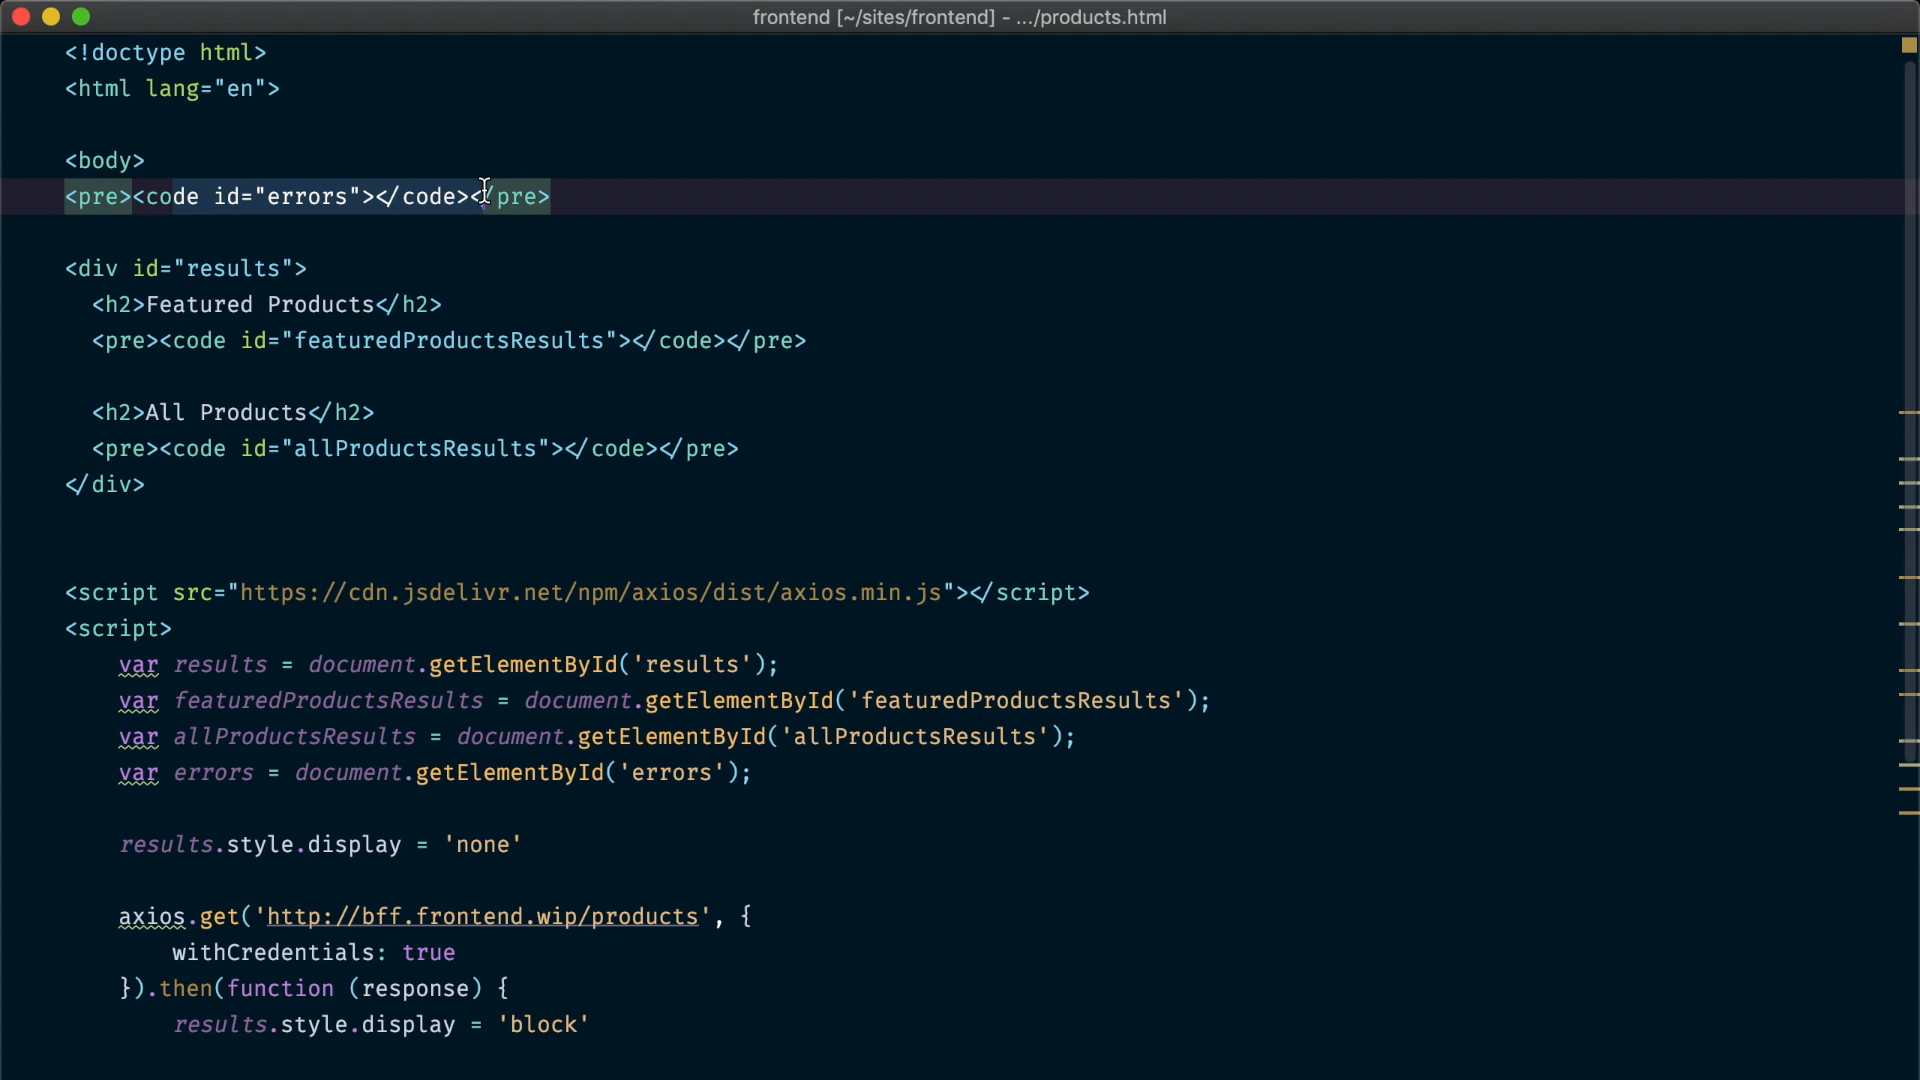 frontend [~/sites/frontend] - .../products.html
<!doctype html>
<html lang="en">
<body>
<pre><code id="errors"></code></pre>
<div id="results">
  <h2>Featured Products</h2>
  <pre><code id="featuredProductsResults"></code></pre>
  <h2>All Products</h2>
  <pre><code id="allProductsResults"></code></pre>
</div>
<script src="https://cdn.jsdelivr.net/npm/axios/dist/axios.min.js"></script>
<script>
    var results = document.getElementById('results');
    var featuredProductsResults = document.getElementById('featuredProductsResults');
    var allProductsResults = document.getElementById('allProductsResults');
    var errors = document.getElementById('errors');
    results.style.display = 'none'
    axios.get('http://bff.frontend.wip/products', {
        withCredentials: true
    }).then(function (response) {
        results.style.display = 'block'